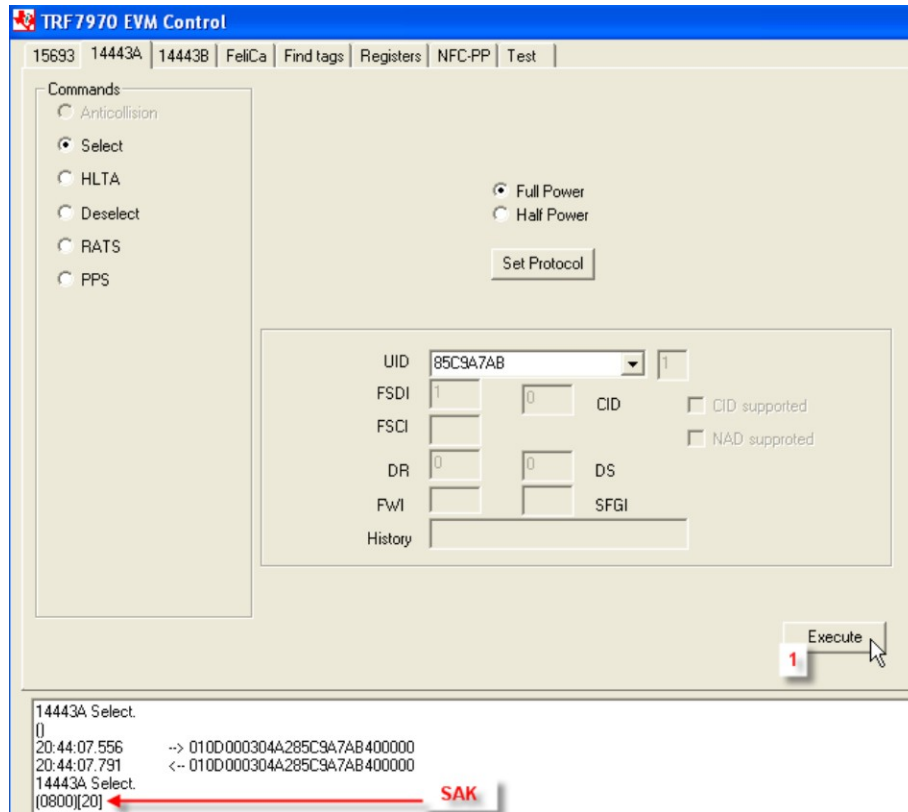 TRF7970 EVM Control
15693 14443A 14443B FeliCa Find tags Registers NFC-PP Test
Commands
Anticollision
Select
HLTA
Deselect
RATS
PPS
Full Power
Half Power
Set Protocol
UID 85C9A7AB 1
FSDI 1 0 CID CID supported
FSCI NAD supproted
DR 0 0 DS
FWI SFGI
History
Execute
1
14443A Select.
()
20:44:07.556 --> 010D000304A285C9A7AB400000
20:44:07.791 <-- 010D000304A285C9A7AB400000
14443A Select.
(0800)[20] SAK